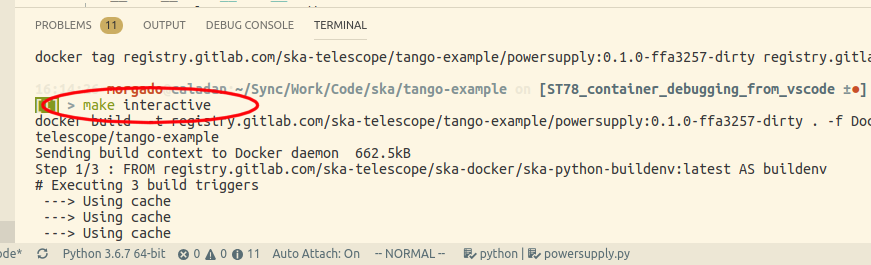 PROBLEMS 11 OUTPUT DEBUG CONSOLE TERMINAL
docker tag registry.gitlab.com/ska-telescope/tango-example/powersupply:0.1.0-ffa3257-dirty registry.gitla
morgado caladan ~/Sync/Work/Code/ska/tango-example on [ST78_container_debugging_from_vscode ±●]
> make interactive
docker build -t registry.gitlab.com/ska-telescope/tango-example/powersupply:0.1.0-ffa3257-dirty . -f Doc
telescope/tango-example
Sending build context to Docker daemon 662.5kB
Step 1/3 : FROM registry.gitlab.com/ska-telescope/ska-docker/ska-python-buildenv:latest AS buildenv
# Executing 3 build triggers
---> Using cache
---> Using cache
---> Using cache
ode* Python 3.6.7 64-bit 0 0 11 Auto Attach: On -- NORMAL -- python | powersupply.py